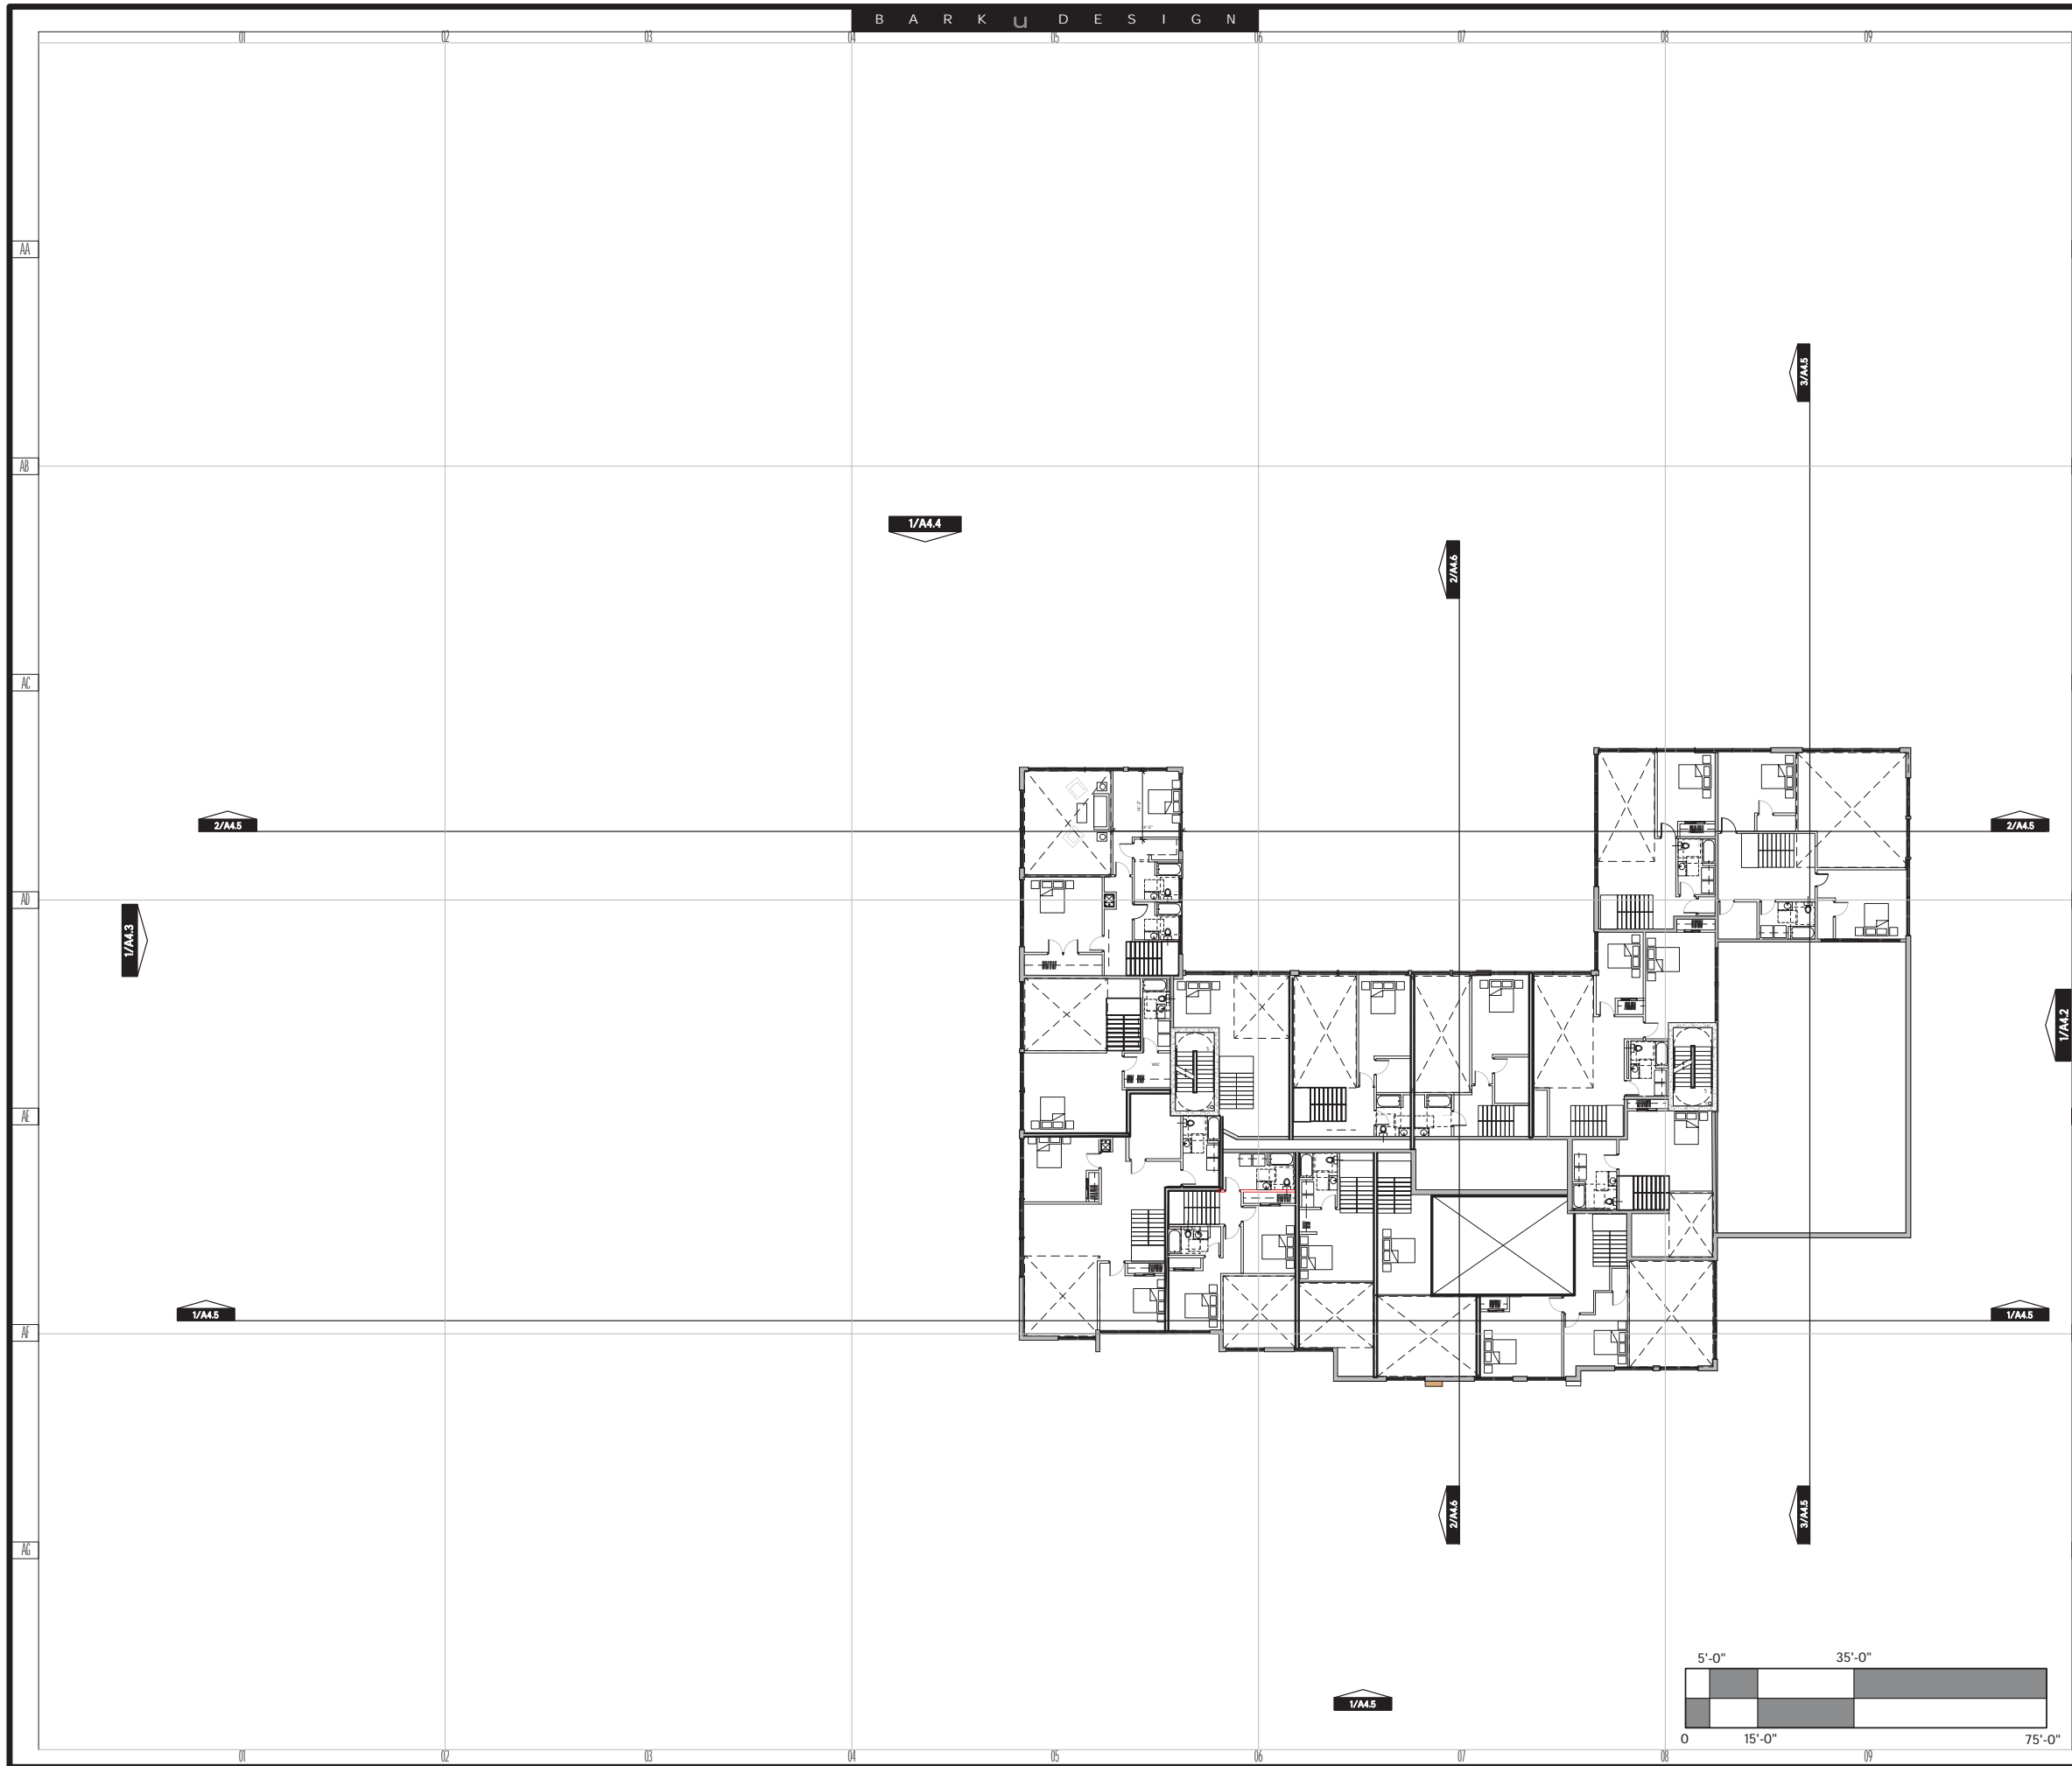 BARK u DESIGN
01 02 03 04 05 06 07 08 09
AA
3/A4.5
AB
1/A4.4
2/A4.6
AC
2/A4.5
2/A4.5
AD
1/A4.3
1/A4.2
W/C
AE
1/A4.5
1/A4.5
AF
2/A4.6
3/A4.5
AG
5'-0" 35'-0"
1/A4.5
0 15'-0" 75'-0"
01 02 03 04 05 06 07 08 09